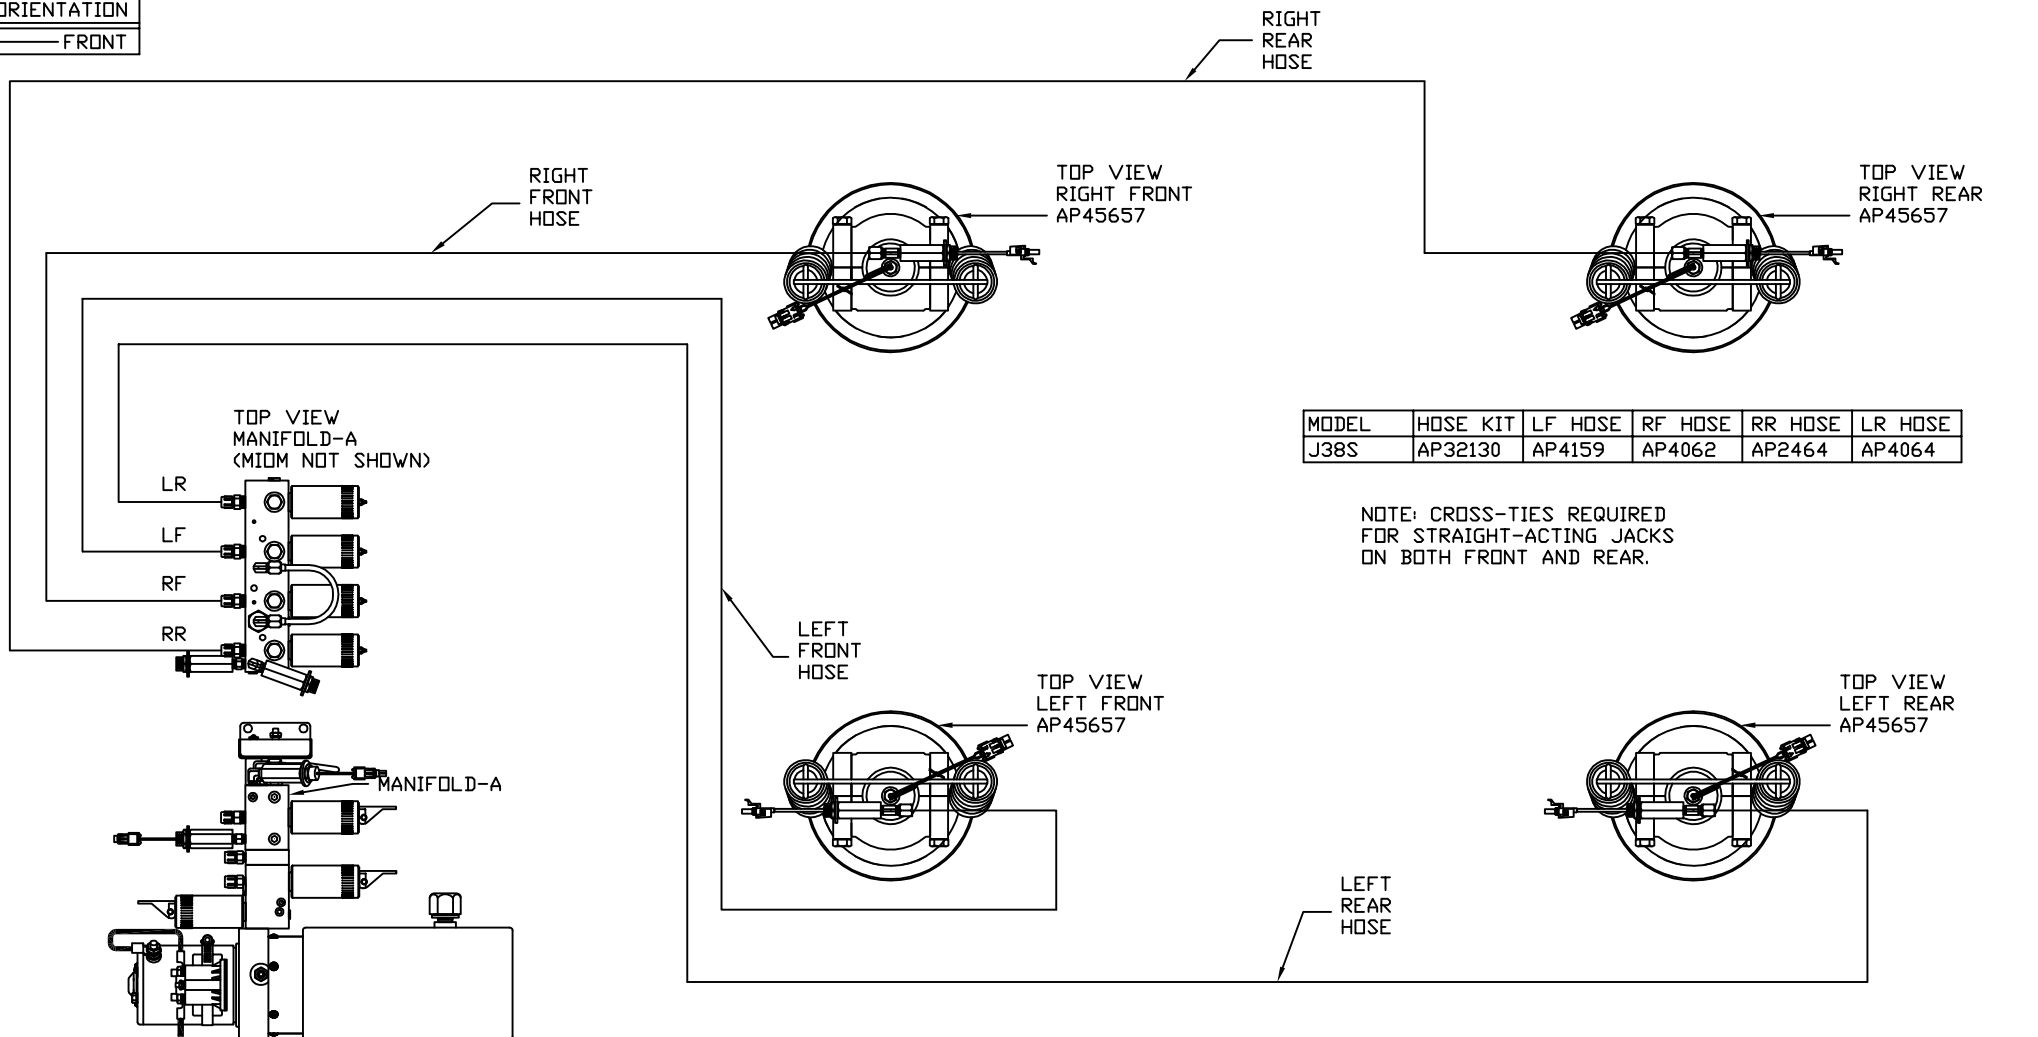 ORIENTATION
FRONT
RIGHT
REAR
HOSE
RIGHT
FRONT
HOSE
TOP VIEW
RIGHT FRONT
AP45657
TOP VIEW
RIGHT REAR
AP45657
TOP VIEW
MANIFOLD-A
(MIOM NOT SHOWN)
LR
LF
RF
RR
MODEL HOSE KIT LF HOSE RF HOSE RR HOSE LR HOSE
J38S AP32130 AP4159 AP4062 AP2464 AP4064
NOTE: CROSS-TIES REQUIRED
FOR STRAIGHT-ACTING JACKS
ON BOTH FRONT AND REAR.
LEFT
FRONT
HOSE
TOP VIEW
LEFT FRONT
AP45657
TOP VIEW
LEFT REAR
AP45657
MANIFOLD-A
LEFT
REAR
HOSE